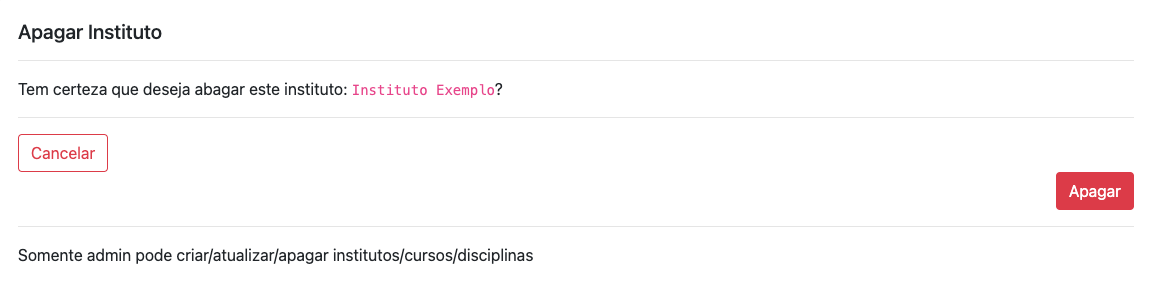 Apagar Instituto
Tem certeza que deseja abagar este instituto: Instituto Exemplo?
Cancelar
Apagar
Somente admin pode criar/atualizar/apagar institutos/cursos/disciplinas